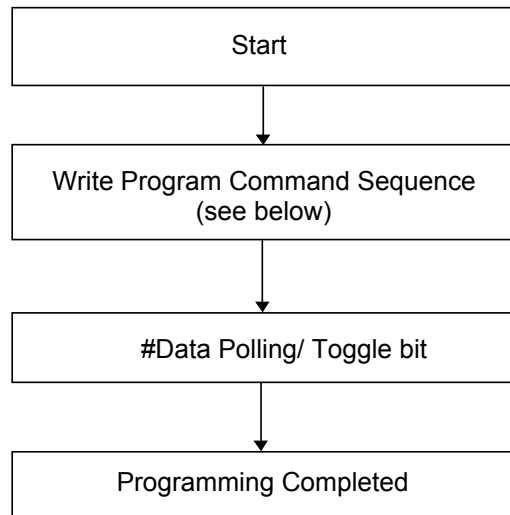 Start
Write Program Command Sequence
(see below)
#Data Polling/ Toggle bit
Programming Completed